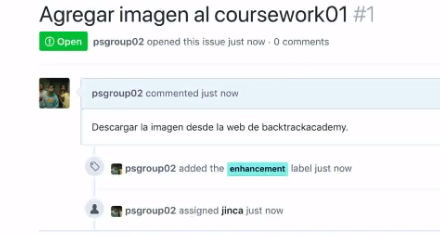 Agregar imagen al coursework01 #1
Open psgroup02 opened this issue just now · 0 comments
psgroup02 commented just now
Descargar la imagen desde la web de backtrackacademy.
psgroup02 added the enhancement label just now
psgroup02 assigned jinca just now